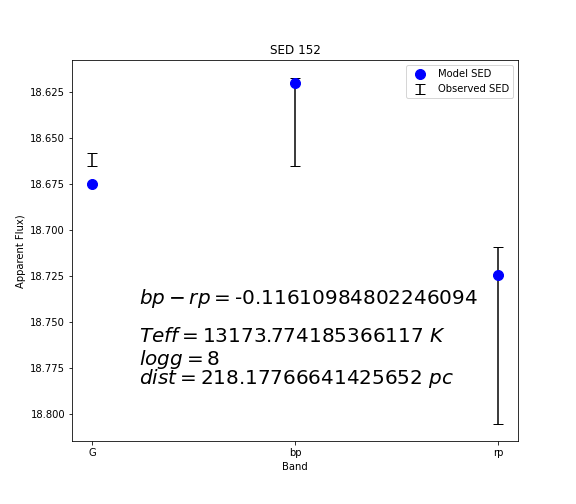 SED 152
Model SED
Observed SED
18.625
18.650
18.675
18.700
18.725
18.750
18.775
18.800
Apparent Flux)
bp − rp = -0.11610984802246094
Teff = 13173.774185366117 K
logg = 8
dist = 218.17766641425652 pc
G bp rp
Band